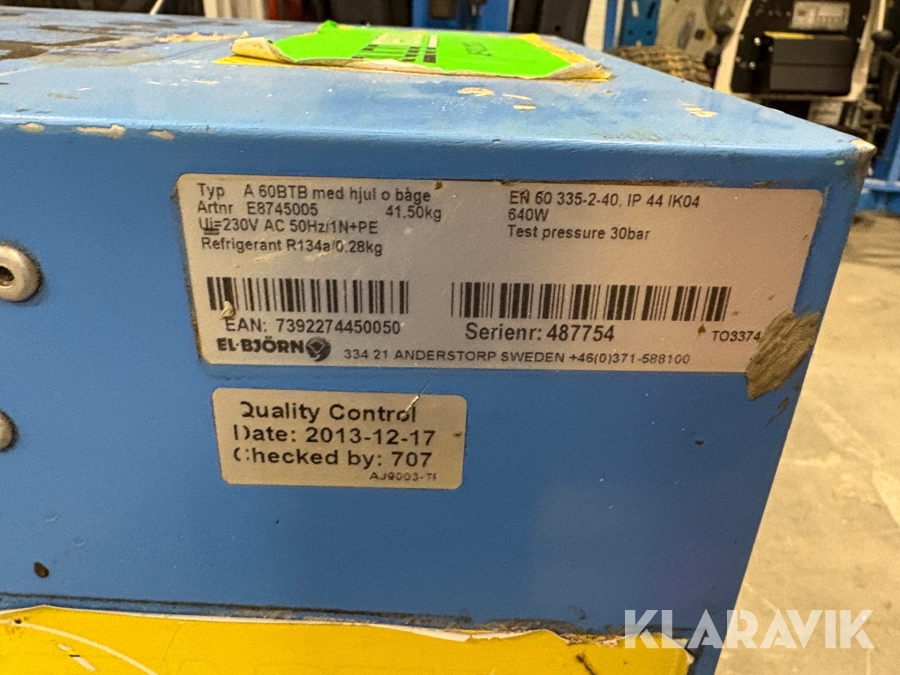 Typ A 60BTB med hjul o båge
Artnr E8745005 41.50kg
Ui=230V AC 50Hz/1N+PE
Refrigerant R134a/0.28kg
EN 60 335-2-40, IP 44 IK04
640W
Test pressure 30bar
EAN: 7392274450050
Serienr: 487754
TO3374
EL·BJÖRN
334 21 ANDERSTORP SWEDEN +46(0)371-588100
Quality Control
Date: 2013-12-17
Checked by: 707
KLARAVIK